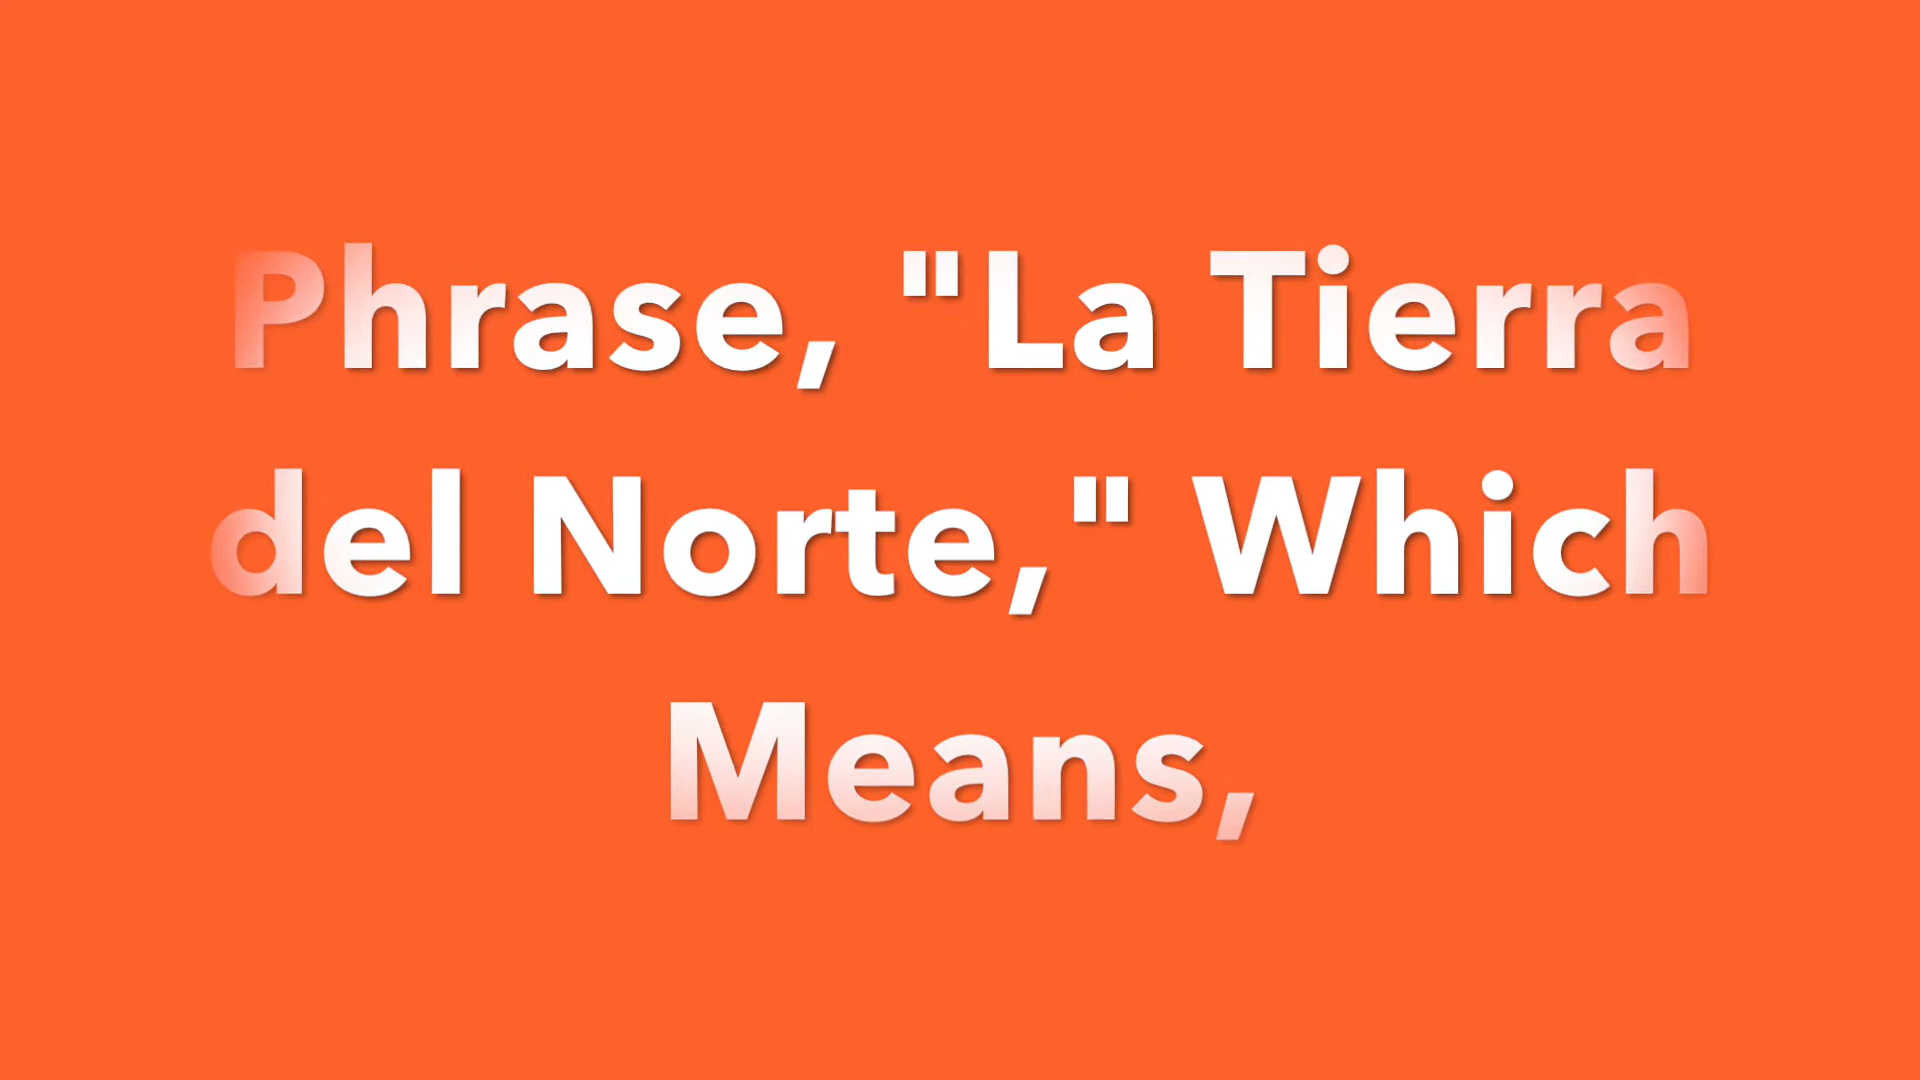 Phrase, "La Tierra
del Norte," Which
Means,